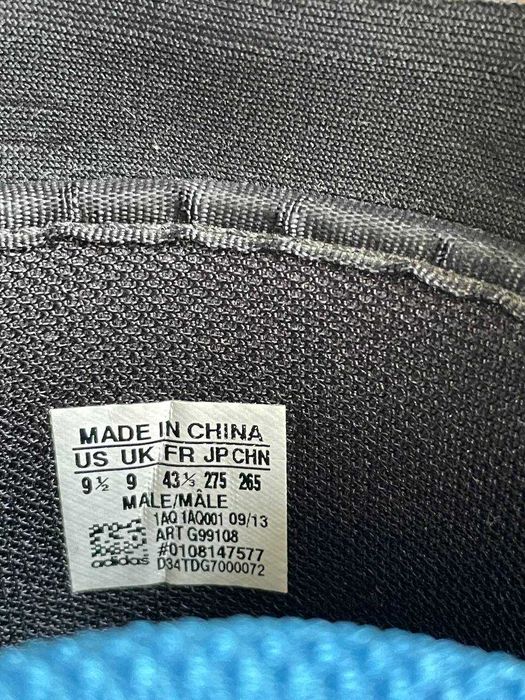 MADE IN CHINA
US UK FR JP CHN
9½ 9 43⅓ 275 265
MALE/MÂLE
1AQ 1AQ001 09/13
ART G99108
#0108147577
adidas D34TDG7000072